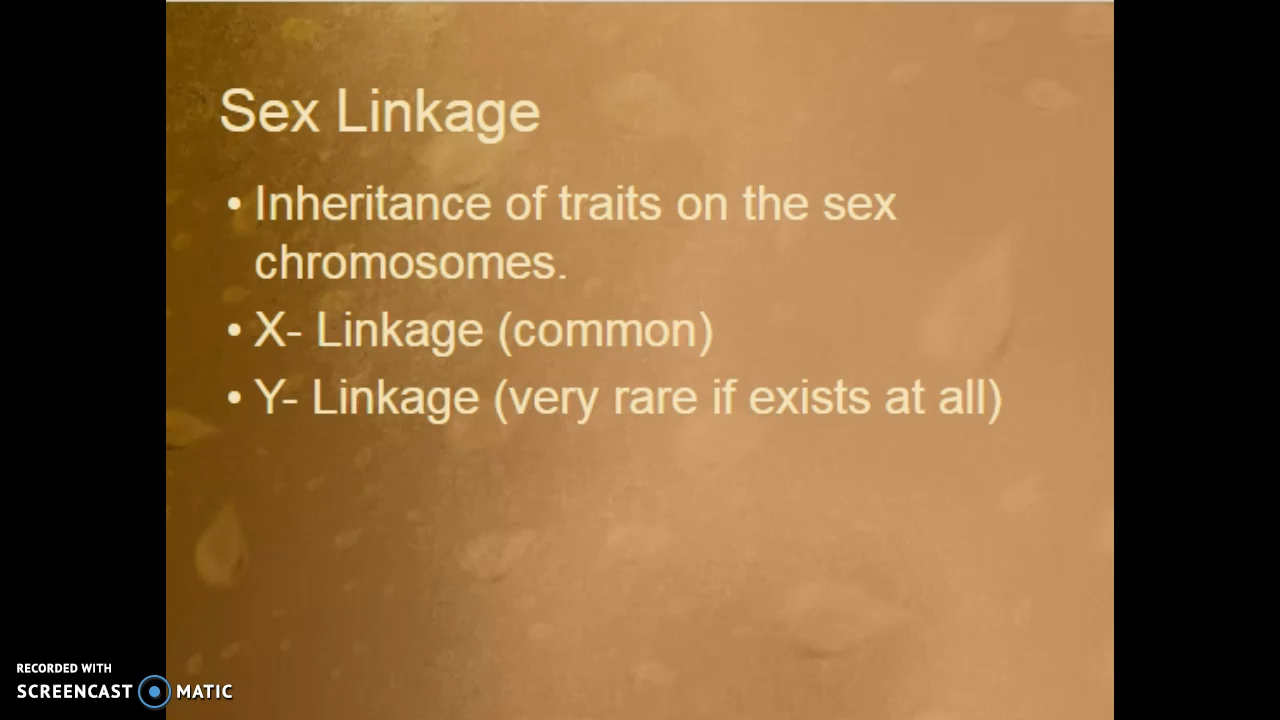 Sex Linkage
• Inheritance of traits on the sex
chromosomes.
• X- Linkage (common)
• Y- Linkage (very rare if exists at all)
RECORDED WITH
SCREENCAST MATIC